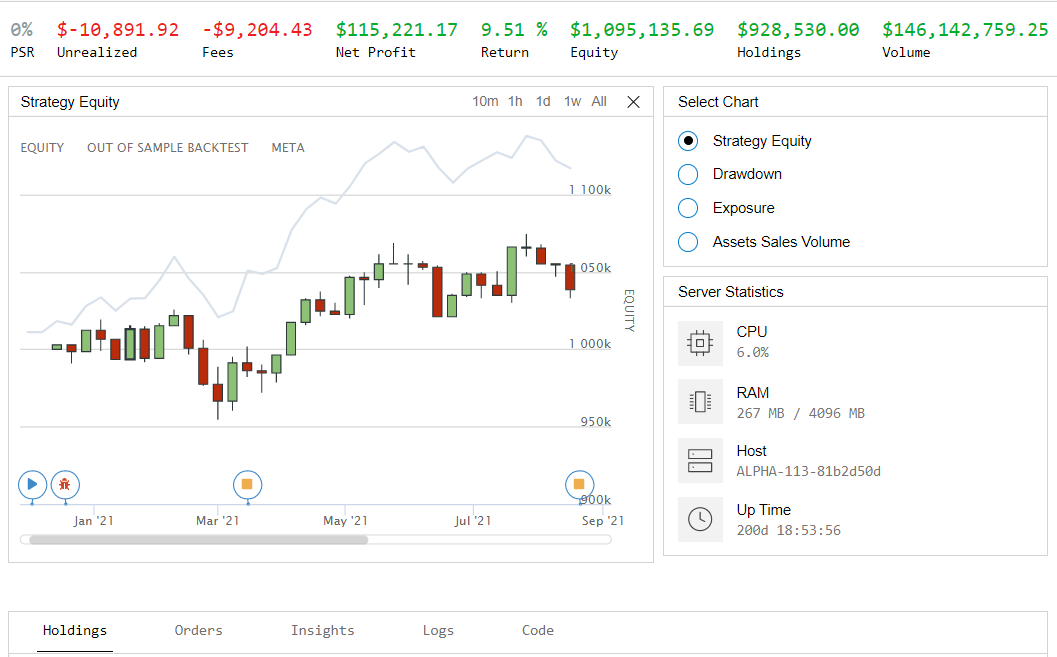 0% $-10,891.92 -$9,204.43 $115,221.17 9.51 % $1,095,135.69 $928,530.00 $146,142,759.25
PSR Unrealized Fees Net Profit Return Equity Holdings Volume
Strategy Equity 10m 1h 1d 1w All
EQUITY OUT OF SAMPLE BACKTEST META
1 100k
050k
1 000k
950k
900k
EQUITY
Jan '21 Mar '21 May '21 Jul '21 Sep '21
Select Chart
Strategy Equity
Drawdown
Exposure
Assets Sales Volume
Server Statistics
CPU
6.0%
RAM
267 MB / 4096 MB
Host
ALPHA-113-81b2d50d
Up Time
200d 18:53:56
Holdings Orders Insights Logs Code